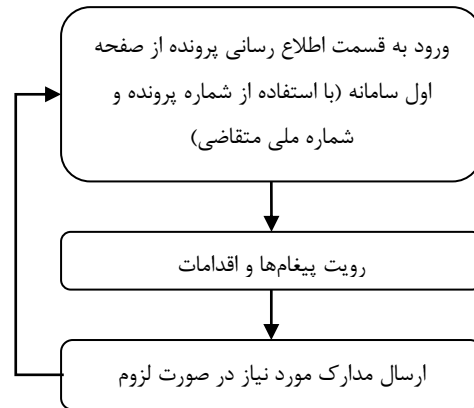 ورود به قسمت اطلاع رسانی پرونده از صفحه
اول سامانه (با استفاده از شماره پرونده و
شماره ملی متقاضی)
رویت پیغام‌ها و اقدامات
ارسال مدارک مورد نیاز در صورت لزوم